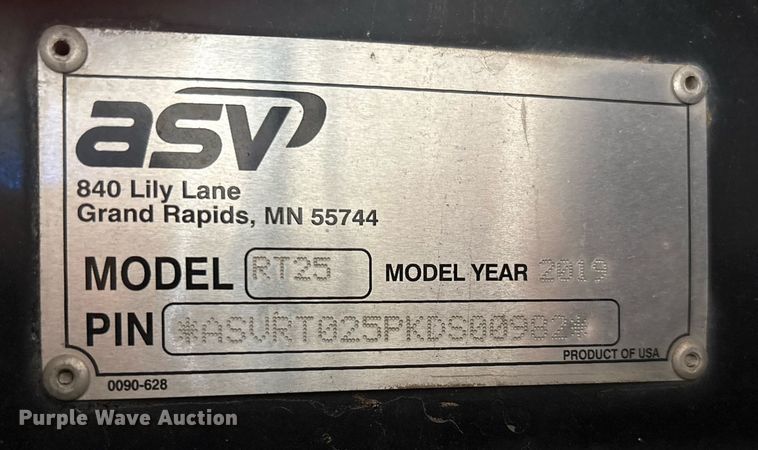 asv
840 Lily Lane
Grand Rapids, MN 55744
MODEL RT25 MODEL YEAR 2019
PIN *ASVRT025PKDS00982*
PRODUCT OF USA
0090-628
Purple Wave Auction